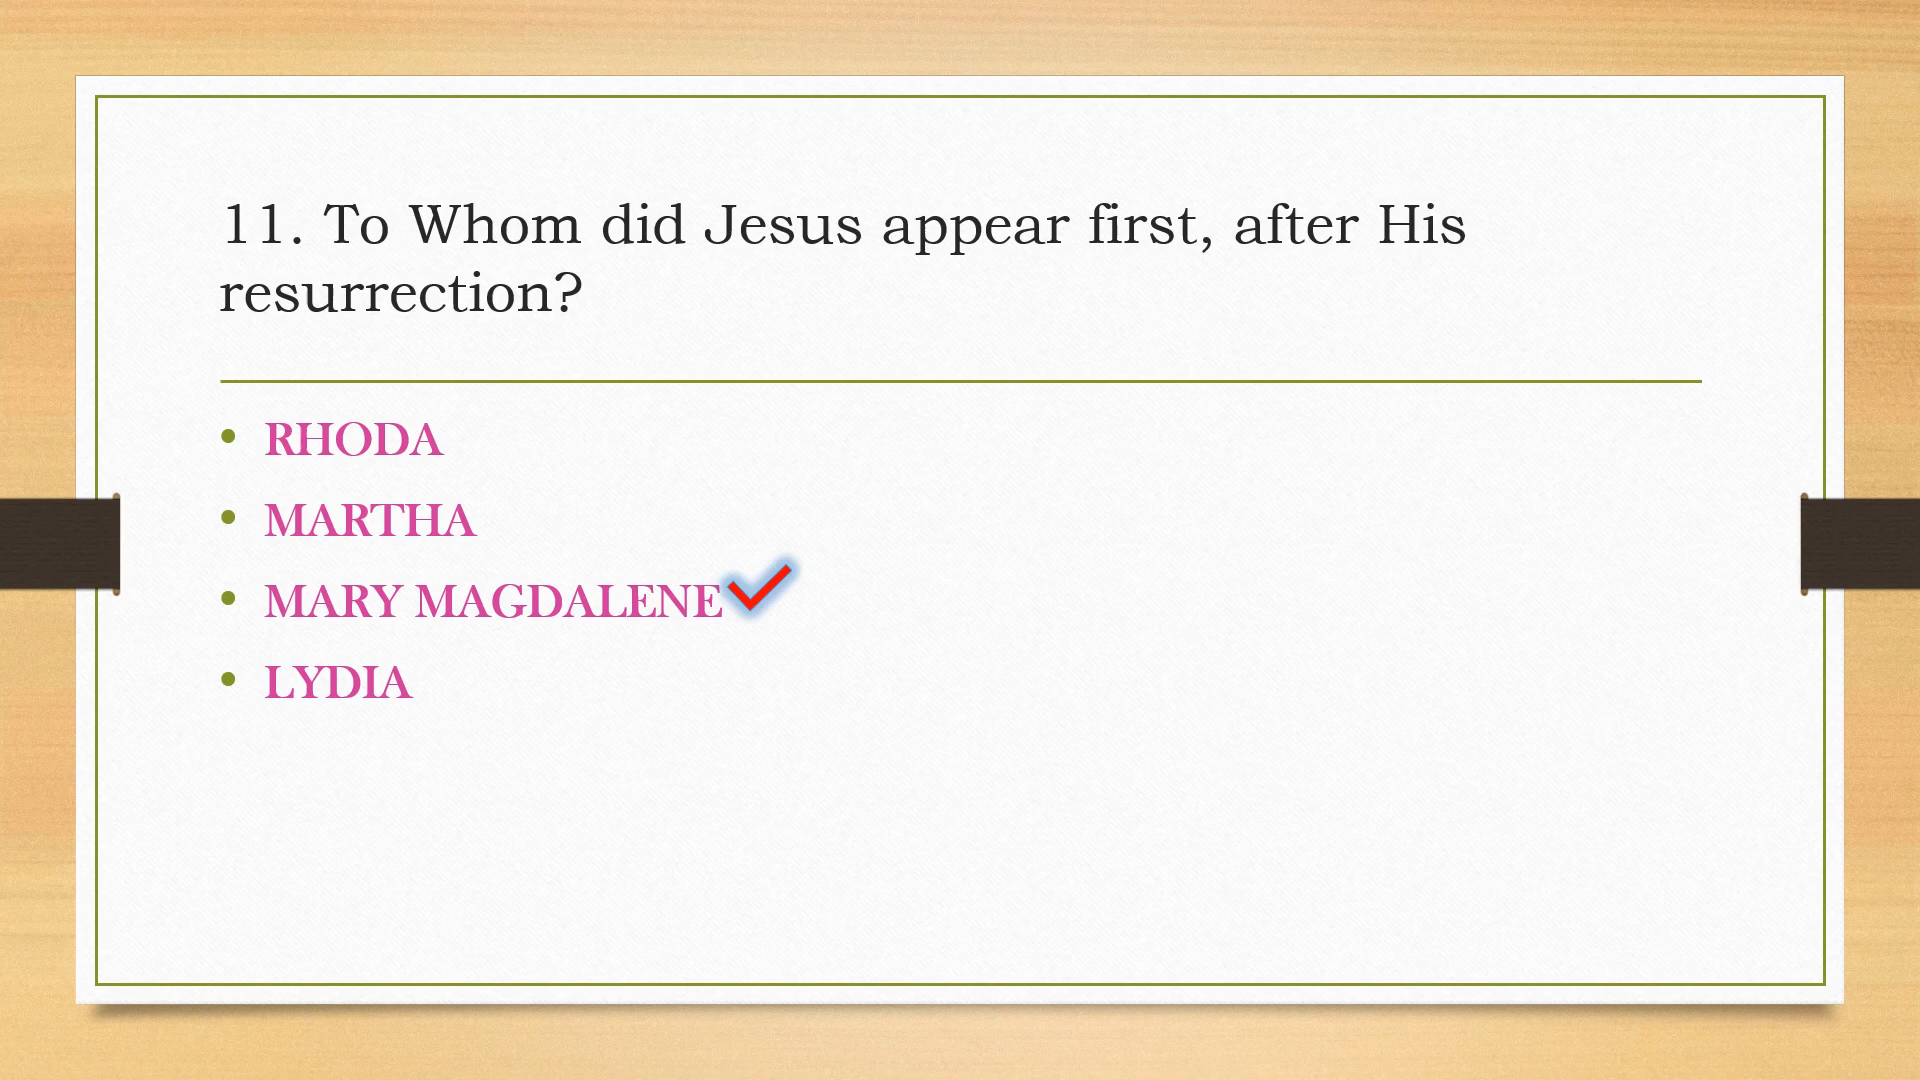 11. To Whom did Jesus appear first, after His
resurrection?
• RHODA
• MARTHA
• MARY MAGDALENE
• LYDIA